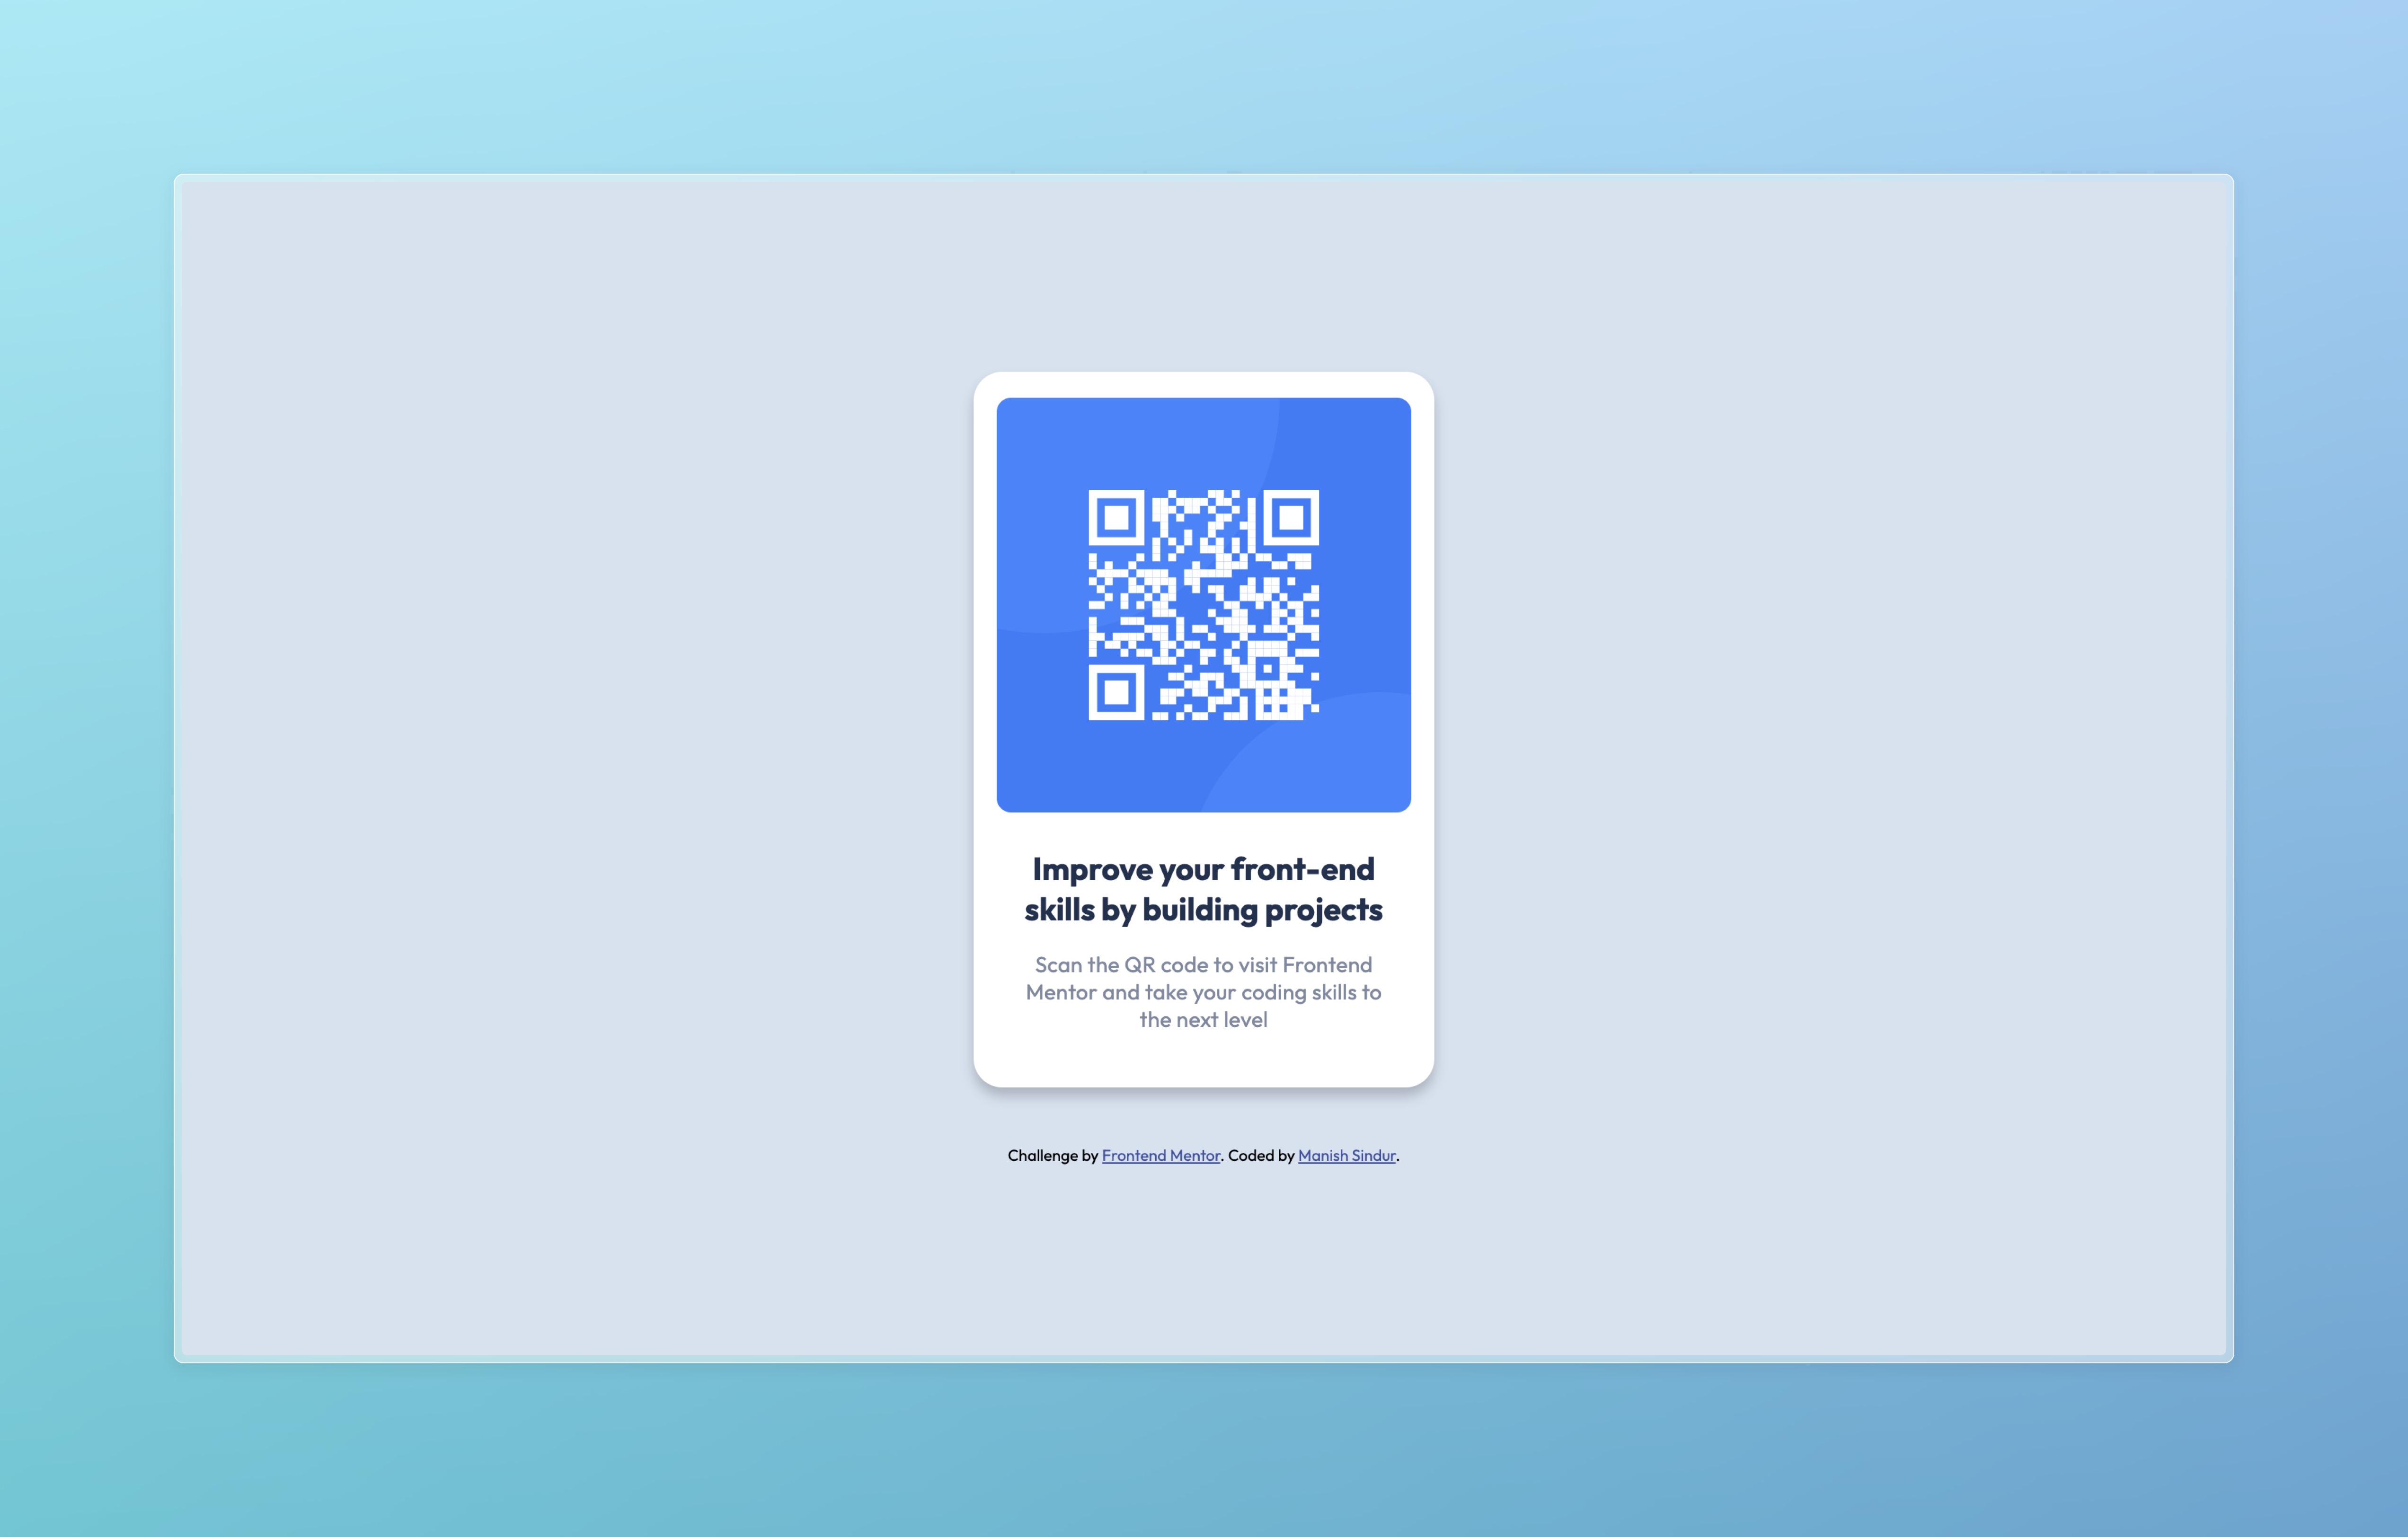 Improve your front-end
skills by building projects
Scan the QR code to visit Frontend
Mentor and take your coding skills to
the next level
Challenge by Frontend Mentor. Coded by Manish Sindur.